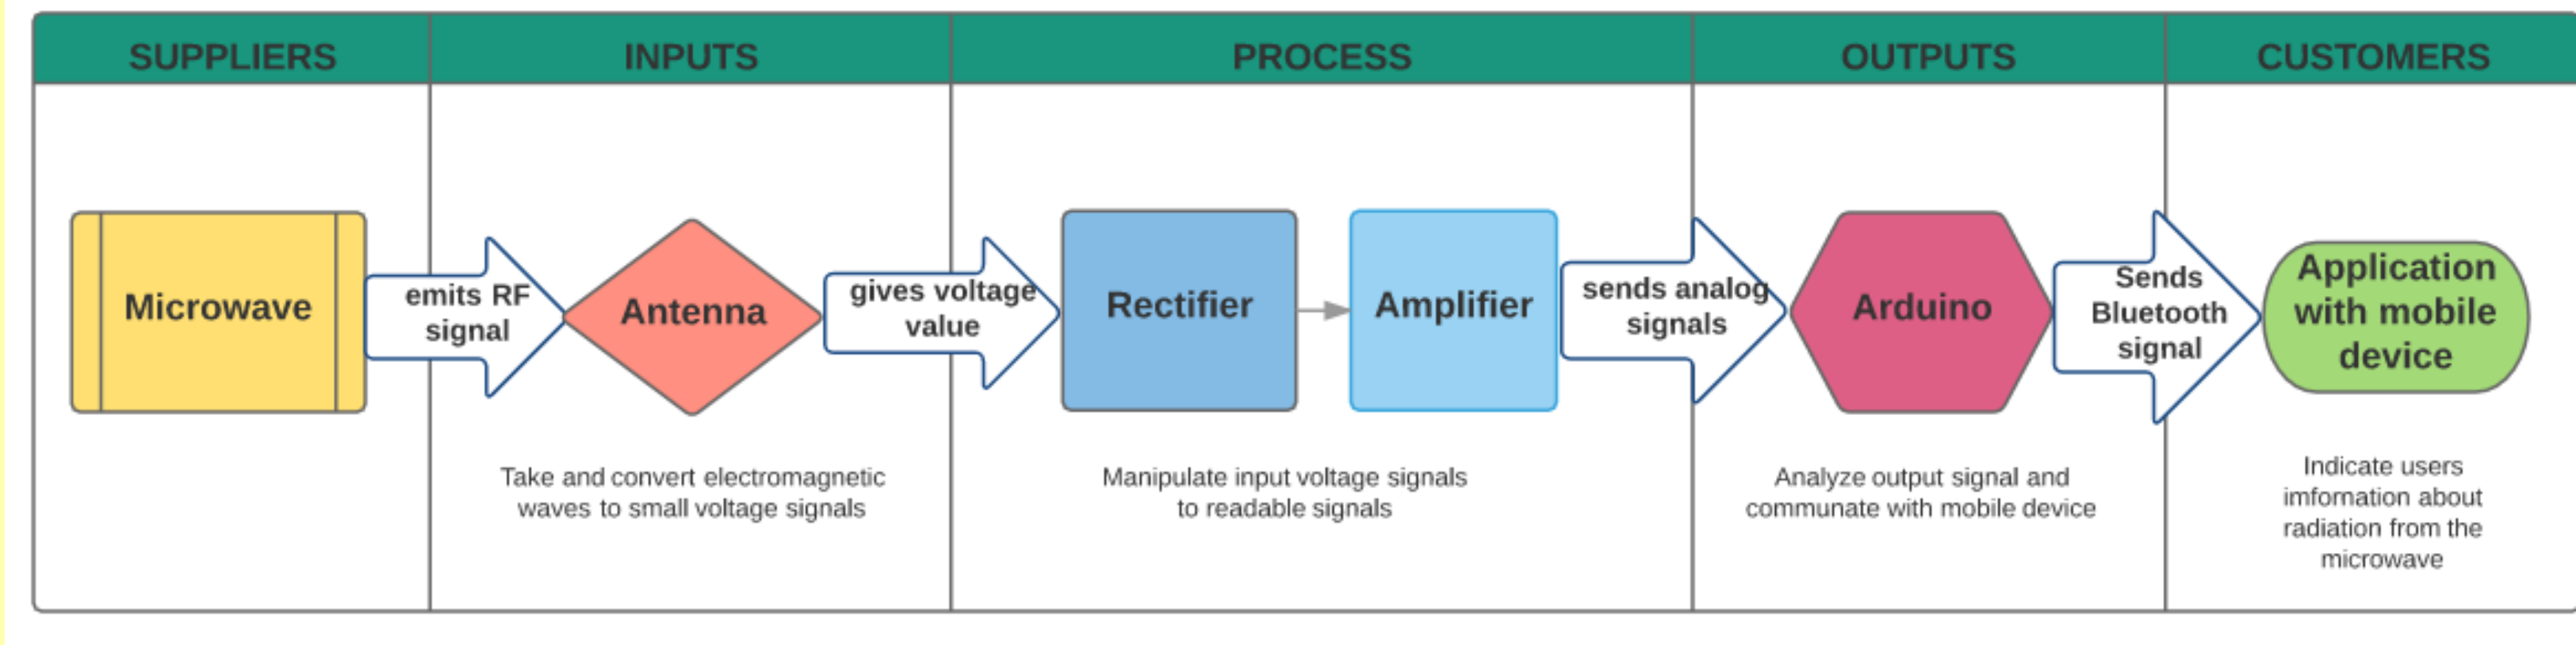 SUPPLIERS
INPUTS
PROCESS
OUTPUTS
CUSTOMERS
Microwave
emits RF
signal
Antenna
gives voltage
value
Rectifier
Amplifier
sends analog
signals
Arduino
Sends
Bluetooth
signal
Application
with mobile
device
Take and convert electromagnetic
waves to small voltage signals
Manipulate input voltage signals
to readable signals
Analyze output signal and
communate with mobile device
Indicate users
imfornation about
radiation from the
microwave